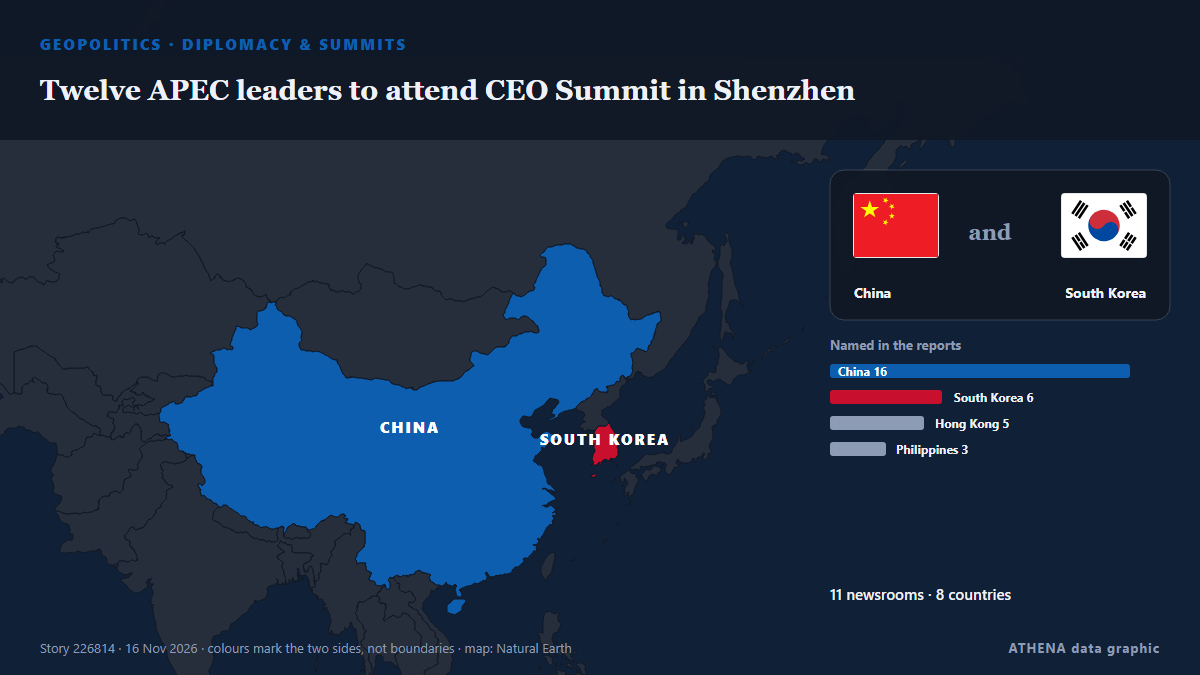 GEOPOLITICS · DIPLOMACY & SUMMITS
Twelve APEC leaders to attend CEO Summit in Shenzhen
and
China
South Korea
Named in the reports
China 16
South Korea 6
Hong Kong 5
Philippines 3
CHINA
SOUTH KOREA
11 newsrooms · 8 countries
Story 226814 · 16 Nov 2026 · colours mark the two sides, not boundaries · map: Natural Earth
ATHENA data graphic